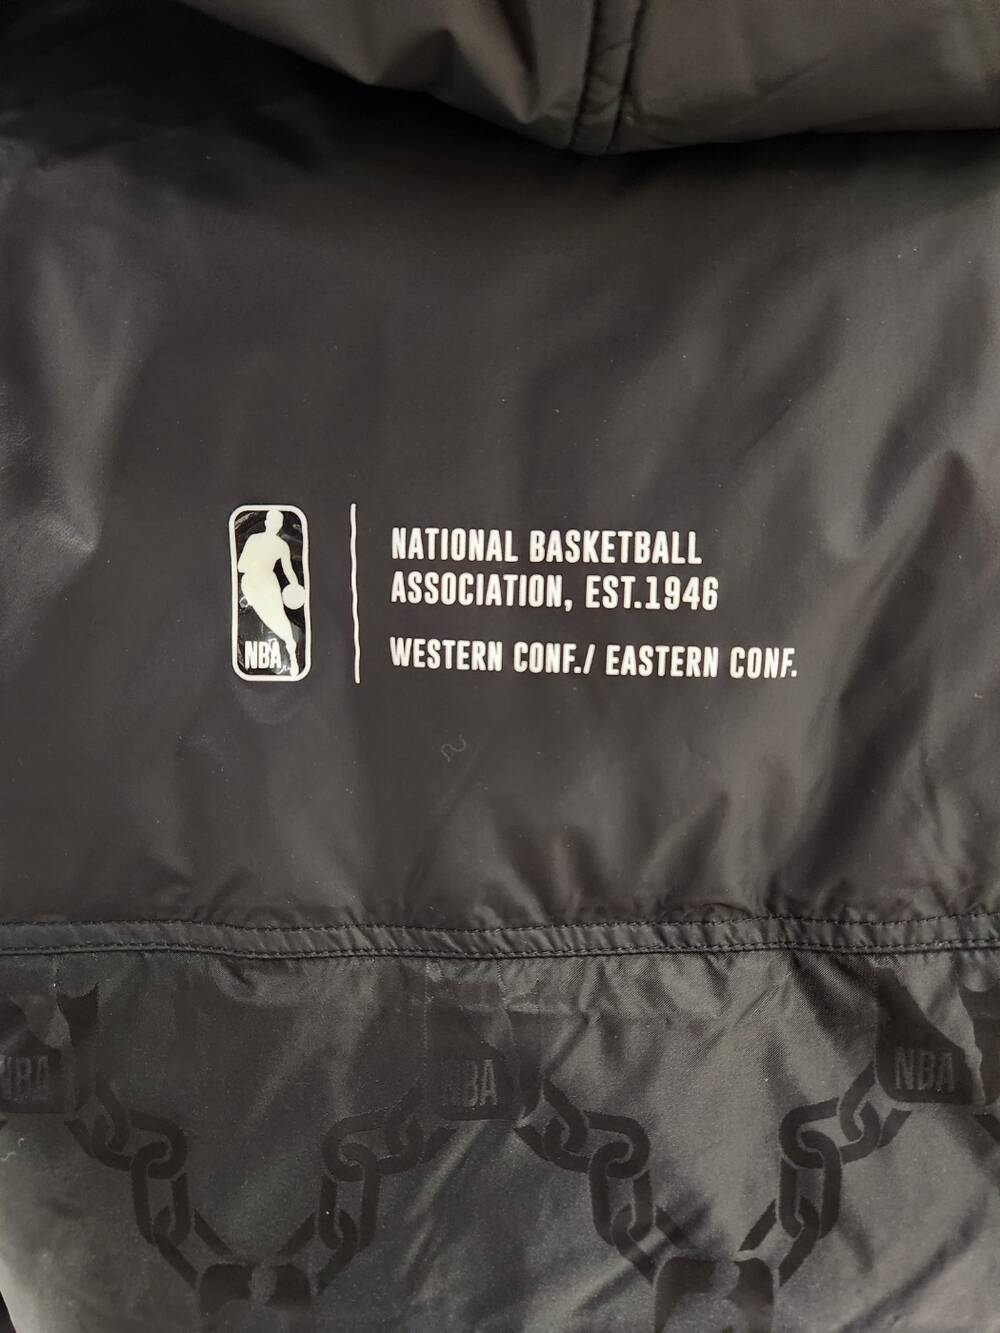 NBA
NATIONAL BASKETBALL
ASSOCIATION, EST.1946
WESTERN CONF./ EASTERN CONF.
NBA
NBA
NBA